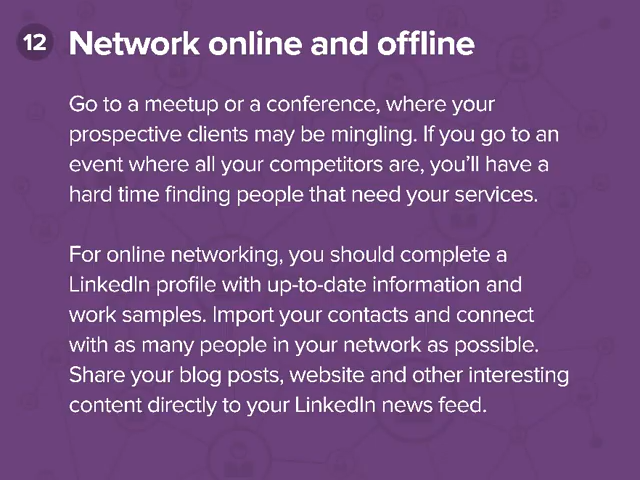 12 Network online and offline
Go to a meetup or a conference, where your
prospective clients may be mingling. If you go to an
event where all your competitors are, you’ll have a
hard time finding people that need your services.
For online networking, you should complete a
LinkedIn profile with up-to-date information and
work samples. Import your contacts and connect
with as many people in your network as possible.
Share your blog posts, website and other interesting
content directly to your LinkedIn news feed.